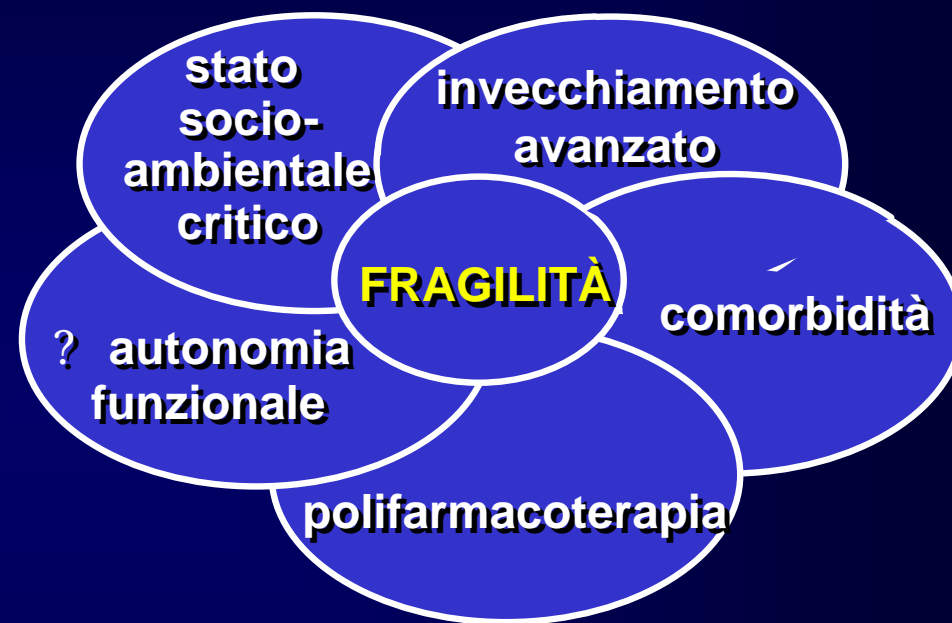 stato
socio-
ambientale
critico
invecchiamento
avanzato
FRAGILITÀ
comorbidità
? autonomia
funzionale
polifarmacoterapia